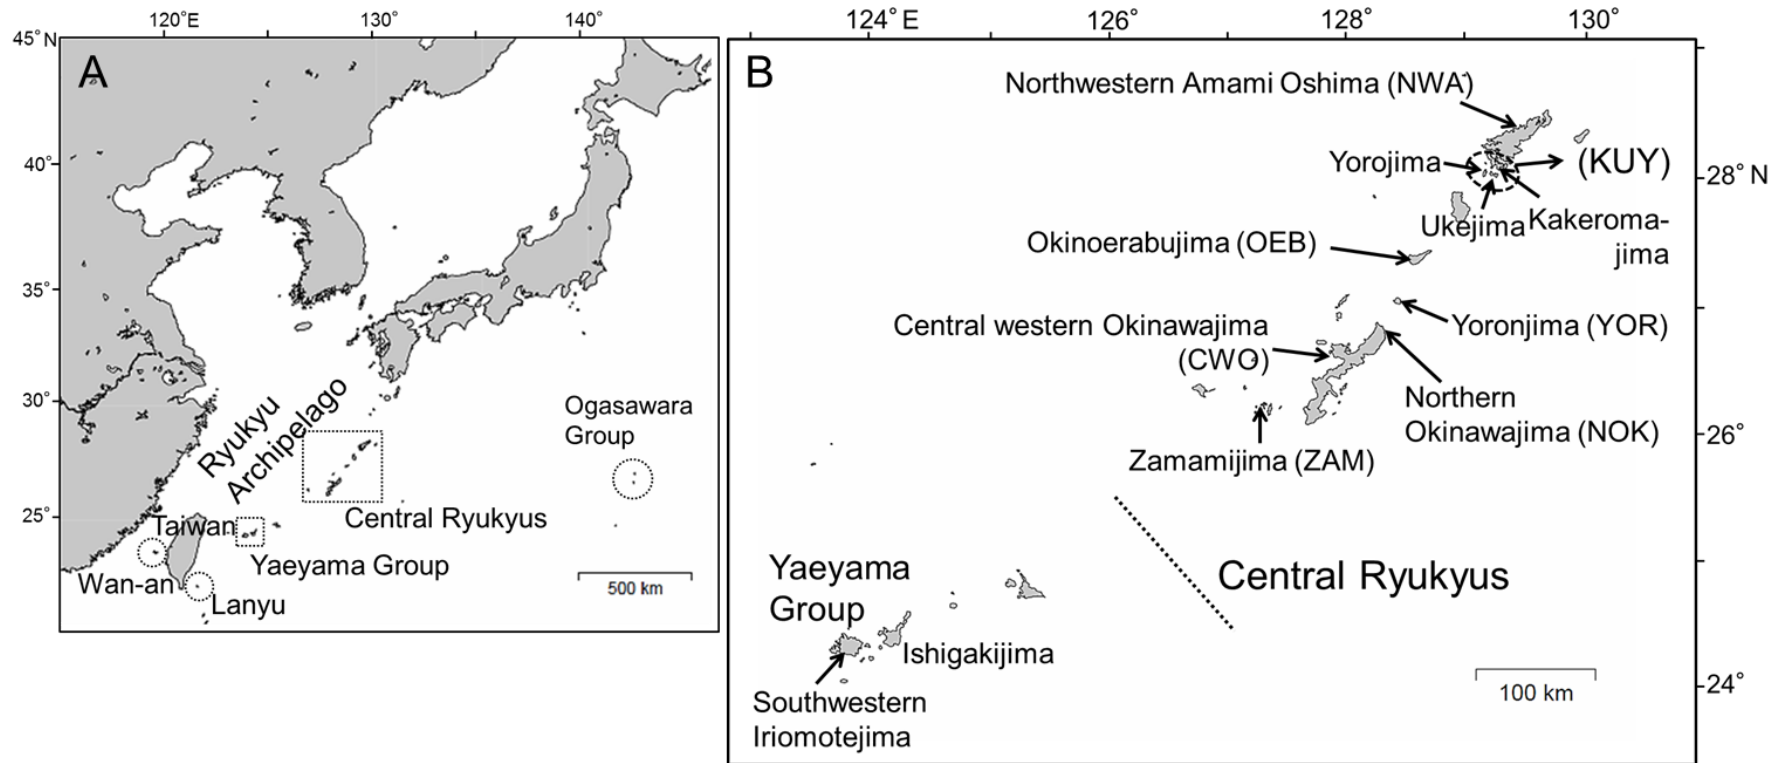 120°E
130°
140°
45°N
40°
35°
30°
25°
A
Ryukyu
Archipelago
Ogasawara
Group
Central Ryukyus
Taiwan
Yaeyama Group
Wan-an
Lanyu
500 km
124°E
126°
128°
130°
B
Northwestern Amami Oshima (NWA)
Yorojima
(KUY)
28°N
Ukejima
Kakeroma-
jima
Okinoerabujima (OEB)
Central western Okinawajima
(CWO)
Yoronjima (YOR)
Northern
Okinawajima (NOK)
26°
Zamamijima (ZAM)
Central Ryukyus
Yaeyama
Group
Ishigakijima
Southwestern
Iriomotejima
100 km
24°